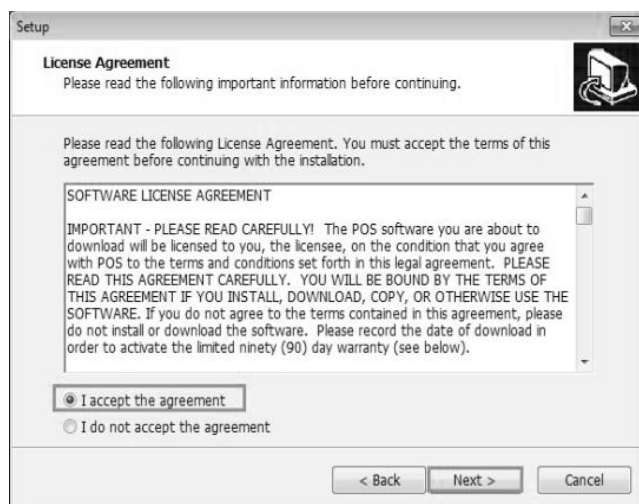 Setup
License Agreement
Please read the following important information before continuing.
Please read the following License Agreement. You must accept the terms of this
agreement before continuing with the installation.
SOFTWARE LICENSE AGREEMENT
IMPORTANT - PLEASE READ CAREFULLY! The POS software you are about to
download will be licensed to you, the licensee, on the condition that you agree
with POS to the terms and conditions set forth in this legal agreement. PLEASE
READ THIS AGREEMENT CAREFULLY. YOU WILL BE BOUND BY THE TERMS OF
THIS AGREEMENT IF YOU INSTALL, DOWNLOAD, COPY, OR OTHERWISE USE THE
SOFTWARE. If you do not agree to the terms contained in this agreement, please
do not install or download the software. Please record the date of download in
order to activate the limited ninety (90) day warranty (see below).
I accept the agreement
I do not accept the agreement
< Back Next > Cancel